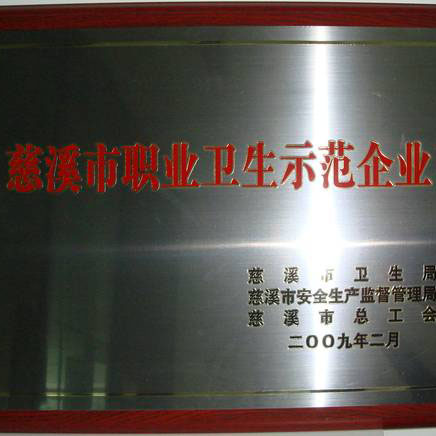 慈溪市职业卫生示范企业
慈溪市卫生局
慈溪市安全生产监督管理局
慈溪市总工会
二〇〇九年二月